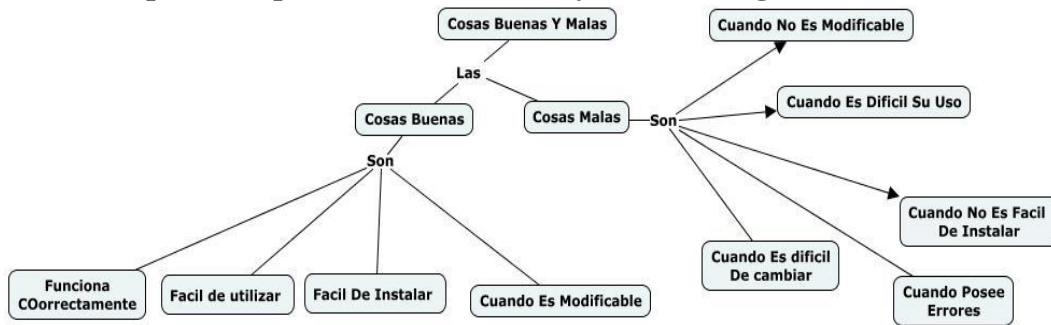 Cosas Buenas Y Malas
Las
Cosas Buenas
Son
Funciona
COorrectamente
Facil de utilizar
Facil De Instalar
Cuando Es Modificable
Cosas Malas
Son
Cuando No Es Modificable
Cuando Es Dificil Su Uso
Cuando No Es Facil
De Instalar
Cuando Es dificil
De cambiar
Cuando Posee
Errores